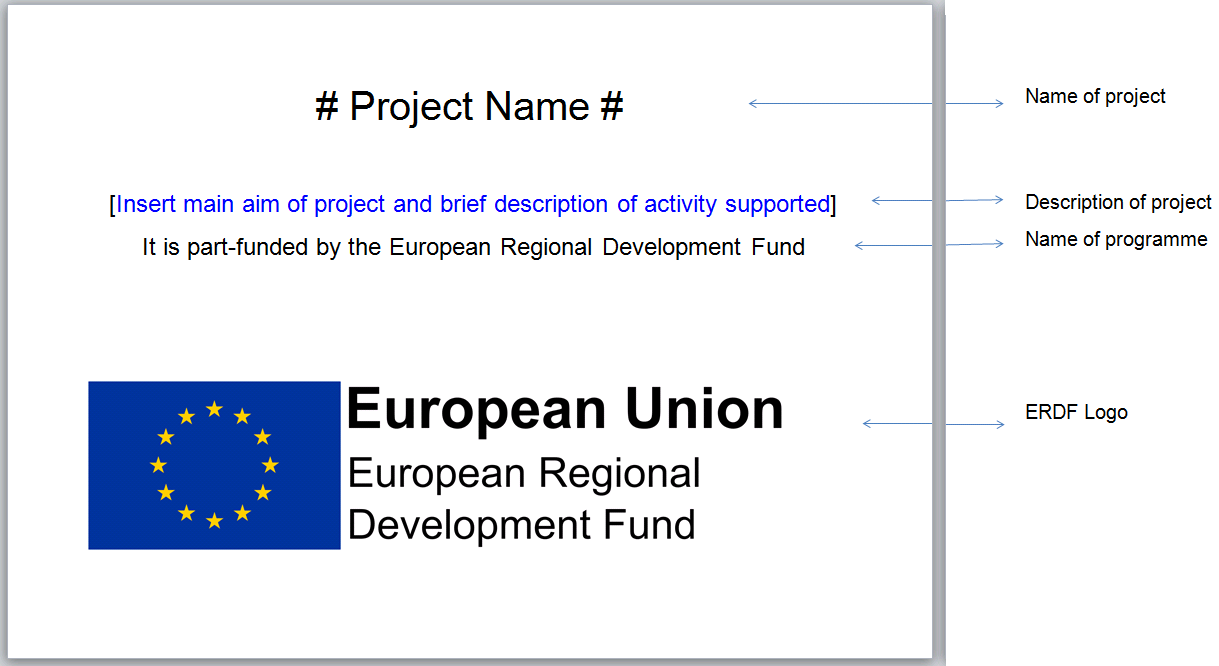 # Project Name #
Name of project
[Insert main aim of project and brief description of activity supported]
Description of project
It is part-funded by the European Regional Development Fund
Name of programme
European Union
European Regional
Development Fund
ERDF Logo